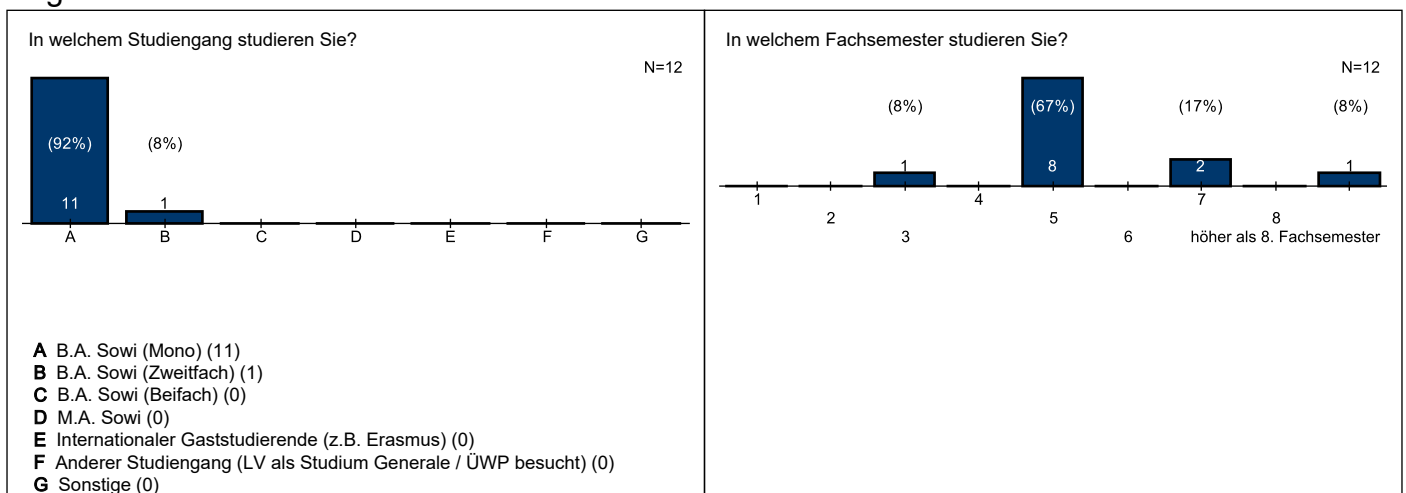 In welchem Studiengang studieren Sie?
N=12
(92%)
(8%)
11
1
A
B
C
D
E
F
G
A B.A. Sowi (Mono) (11)
B B.A. Sowi (Zweitfach) (1)
C B.A. Sowi (Beifach) (0)
D M.A. Sowi (0)
E Internationaler Gaststudierende (z.B. Erasmus) (0)
F Anderer Studiengang (LV als Studium Generale / ÜWP besucht) (0)
G Sonstige (0)
In welchem Fachsemester studieren Sie?
N=12
(8%)
(67%)
(17%)
(8%)
1
8
2
1
1
2
3
4
5
6
7
8
höher als 8. Fachsemester